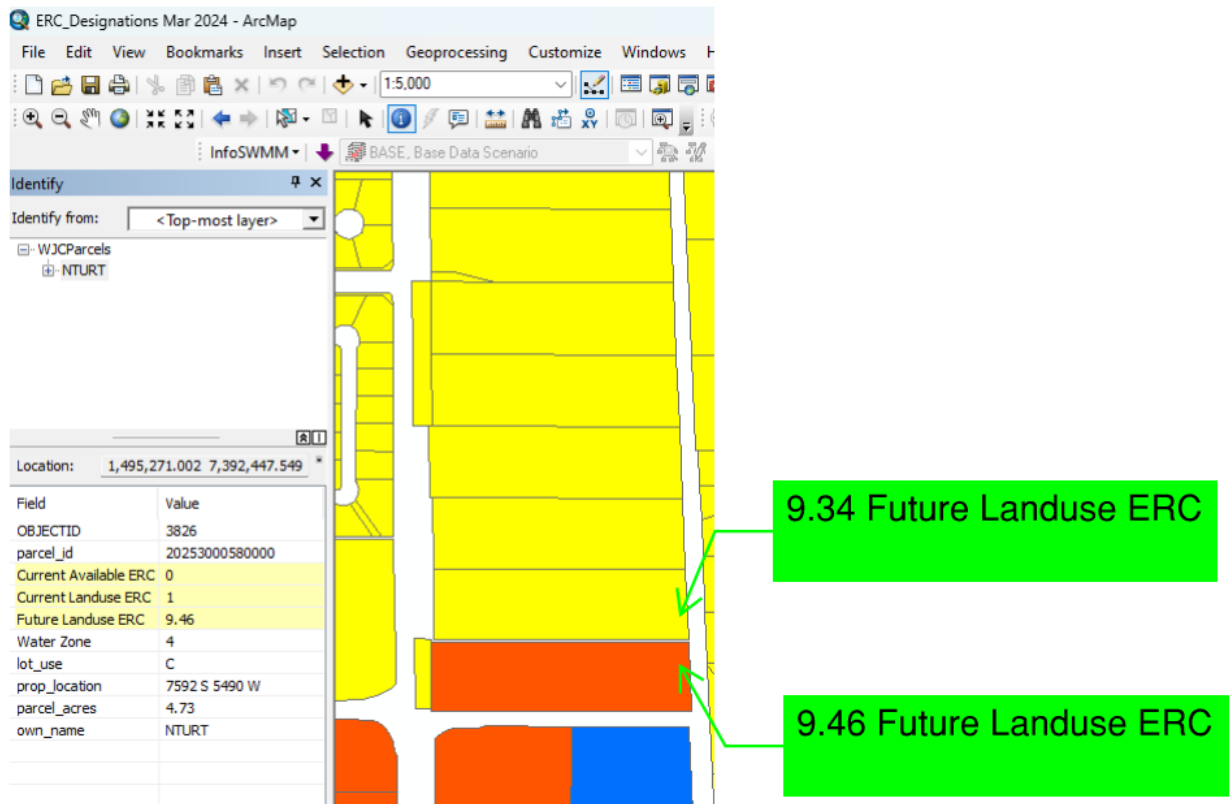 ERC_Designations Mar 2024 - ArcMap
File Edit View Bookmarks Insert Selection Geoprocessing Customize Windows H
1:5,000
InfoSWMM BASE, Base Data Scenario
Identify
Identify from: <Top-most layer>
WJCParcels
NTURT
Location: 1,495,271.002 7,392,447.549
Field Value
OBJECTID 3826
parcel_id 20253000580000
Current Available ERC 0
Current Landuse ERC 1
Future Landuse ERC 9.46
Water Zone 4
lot_use C
prop_location 7592 S 5490 W
parcel_acres 4.73
own_name NTURT
9.34 Future Landuse ERC
9.46 Future Landuse ERC